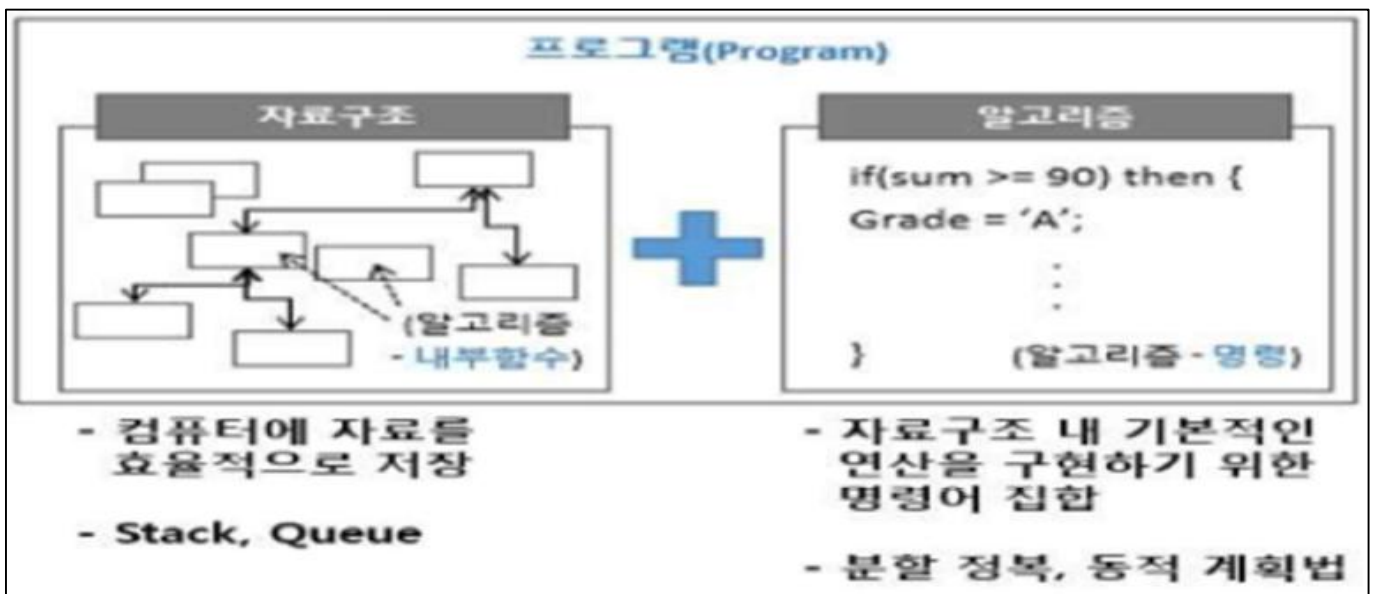 프로그램(Program)
자료구조
(알고리즘
- 내부함수)
알고리즘
if(sum >= 90) then {
Grade = ‘A’;
.
.
.
}
(알고리즘 - 명령)
- 컴퓨터에 자료를
효율적으로 저장
- Stack, Queue
- 자료구조 내 기본적인
연산을 구현하기 위한
명령어 집합
- 분할 정복, 동적 계획법